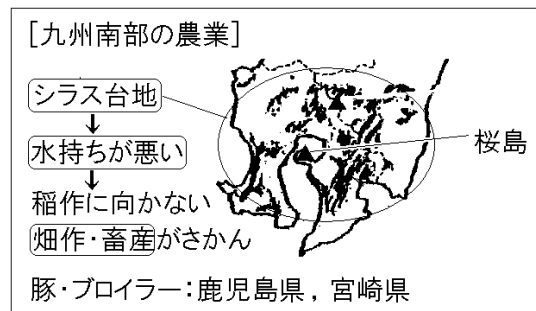 [九州南部の農業]
シラス台地
↓
水持ちが悪い
↓
稲作に向かない
畑作・畜産がさかん
桜島
豚・ブロイラー：鹿児島県，宮崎県